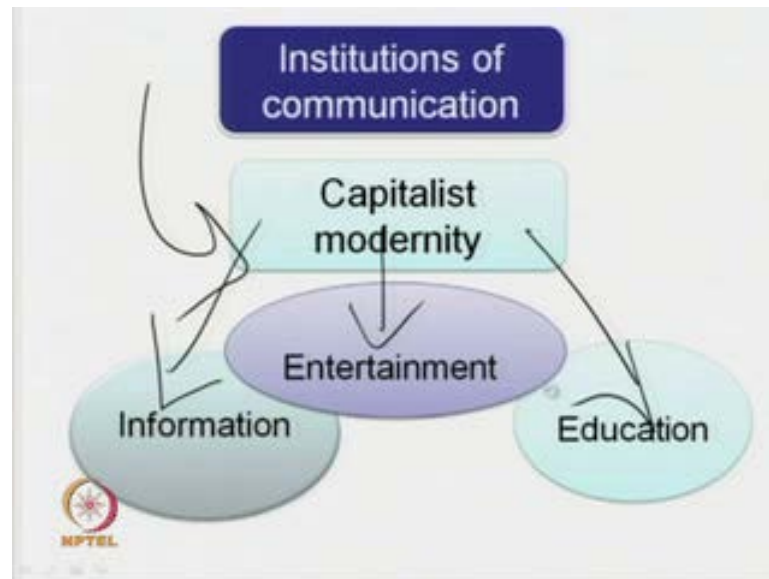 Institutions of
communication
Capitalist
modernity
Entertainment
Information
Education
NPTEL